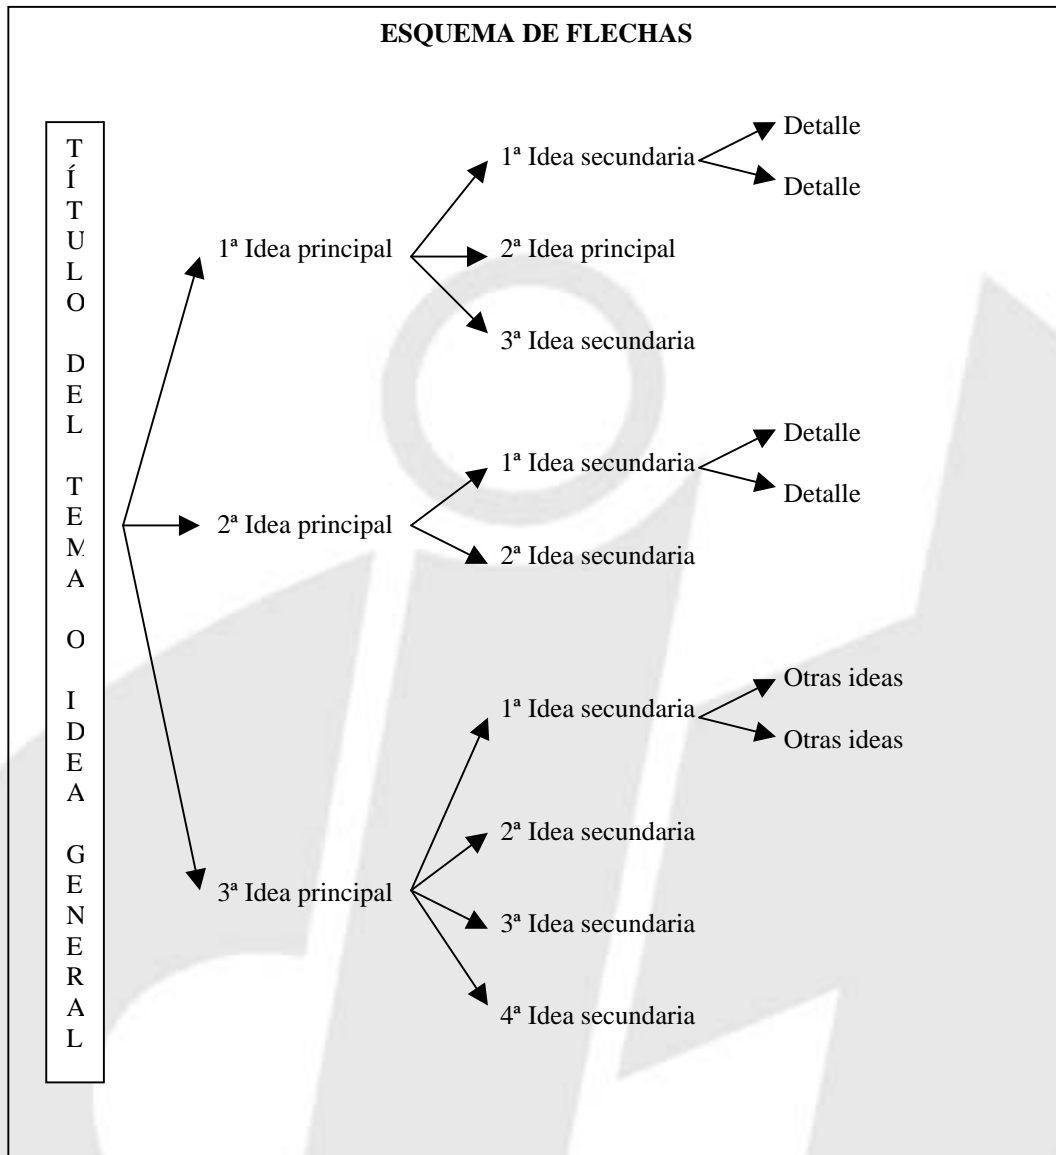 ESQUEMA DE FLECHAS
TÍTULO DEL TEMA O IDEA GENERAL
1ª Idea principal
1ª Idea secundaria
Detalle
Detalle
2ª Idea principal
3ª Idea secundaria
2ª Idea principal
1ª Idea secundaria
Detalle
Detalle
2ª Idea secundaria
3ª Idea principal
1ª Idea secundaria
Otras ideas
Otras ideas
2ª Idea secundaria
3ª Idea secundaria
4ª Idea secundaria